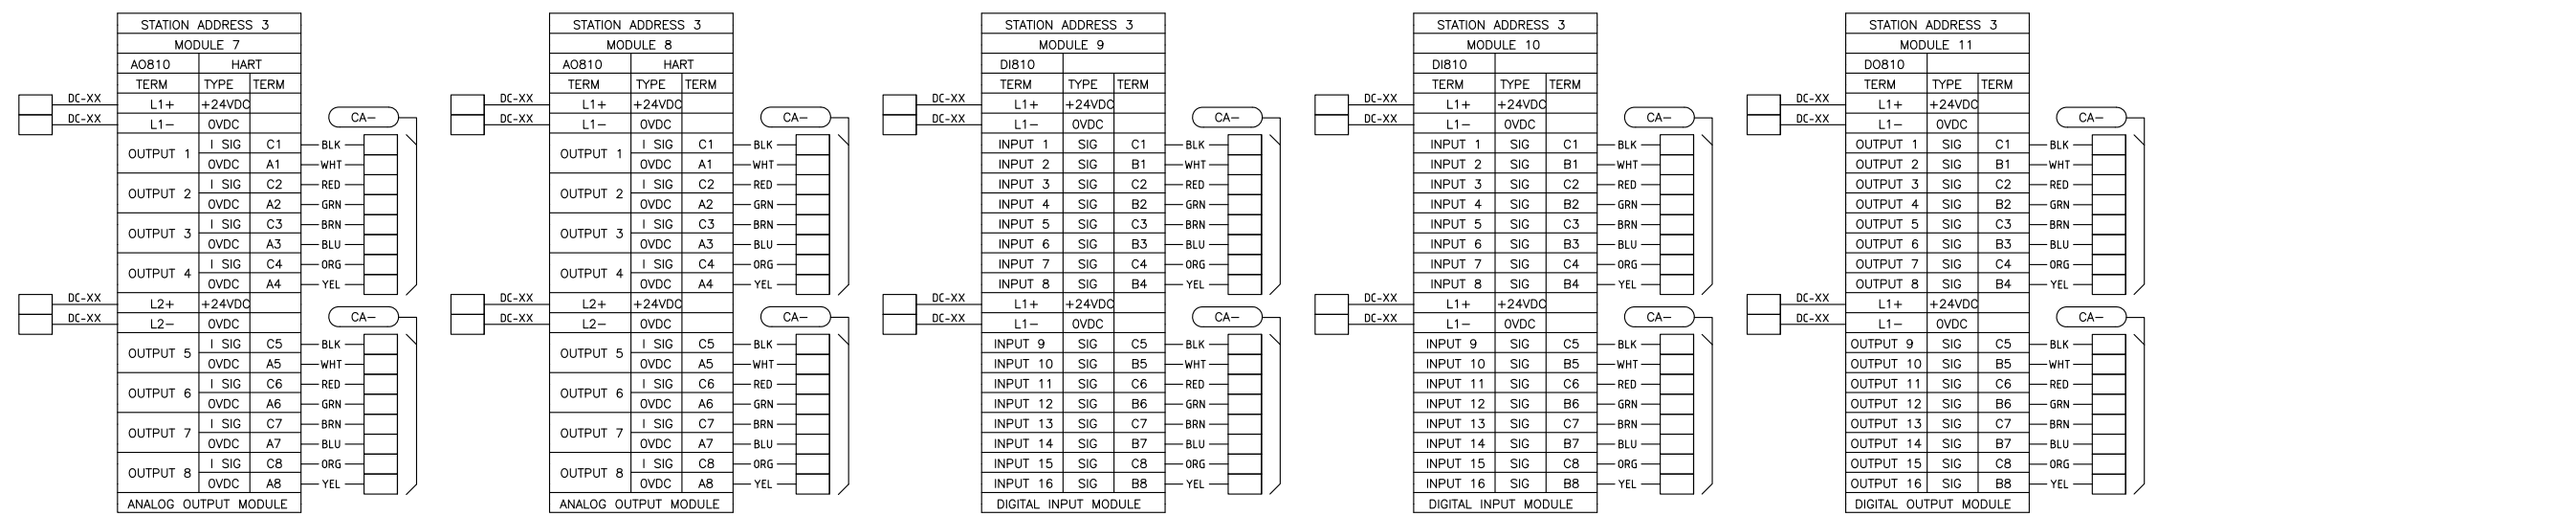 STATION ADDRESS 3
MODULE 7
AO810 HART
TERM TYPE TERM
DC-XX L1+ +24VDC
DC-XX L1- 0VDC
CA-
OUTPUT 1 I SIG C1 BLK
0VDC A1 WHT
OUTPUT 2 I SIG C2 RED
0VDC A2 GRN
OUTPUT 3 I SIG C3 BRN
0VDC A3 BLU
OUTPUT 4 I SIG C4 ORG
0VDC A4 YEL
DC-XX L2+ +24VDC
DC-XX L2- 0VDC
CA-
OUTPUT 5 I SIG C5 BLK
0VDC A5 WHT
OUTPUT 6 I SIG C6 RED
0VDC A6 GRN
OUTPUT 7 I SIG C7 BRN
0VDC A7 BLU
OUTPUT 8 I SIG C8 ORG
0VDC A8 YEL
ANALOG OUTPUT MODULE
STATION ADDRESS 3
MODULE 8
AO810 HART
TERM TYPE TERM
DC-XX L1+ +24VDC
DC-XX L1- 0VDC
CA-
OUTPUT 1 I SIG C1 BLK
0VDC A1 WHT
OUTPUT 2 I SIG C2 RED
0VDC A2 GRN
OUTPUT 3 I SIG C3 BRN
0VDC A3 BLU
OUTPUT 4 I SIG C4 ORG
0VDC A4 YEL
DC-XX L2+ +24VDC
DC-XX L2- 0VDC
CA-
OUTPUT 5 I SIG C5 BLK
0VDC A5 WHT
OUTPUT 6 I SIG C6 RED
0VDC A6 GRN
OUTPUT 7 I SIG C7 BRN
0VDC A7 BLU
OUTPUT 8 I SIG C8 ORG
0VDC A8 YEL
ANALOG OUTPUT MODULE
STATION ADDRESS 3
MODULE 9
DI810
TERM TYPE TERM
DC-XX L1+ +24VDC
DC-XX L1- 0VDC
CA-
INPUT 1 SIG C1 BLK
INPUT 2 SIG B1 WHT
INPUT 3 SIG C2 RED
INPUT 4 SIG B2 GRN
INPUT 5 SIG C3 BRN
INPUT 6 SIG B3 BLU
INPUT 7 SIG C4 ORG
INPUT 8 SIG B4 YEL
DC-XX L1+ +24VDC
DC-XX L1- 0VDC
CA-
INPUT 9 SIG C5 BLK
INPUT 10 SIG B5 WHT
INPUT 11 SIG C6 RED
INPUT 12 SIG B6 GRN
INPUT 13 SIG C7 BRN
INPUT 14 SIG B7 BLU
INPUT 15 SIG C8 ORG
INPUT 16 SIG B8 YEL
DIGITAL INPUT MODULE
STATION ADDRESS 3
MODULE 10
DI810
TERM TYPE TERM
DC-XX L1+ +24VDC
DC-XX L1- 0VDC
CA-
INPUT 1 SIG C1 BLK
INPUT 2 SIG B1 WHT
INPUT 3 SIG C2 RED
INPUT 4 SIG B2 GRN
INPUT 5 SIG C3 BRN
INPUT 6 SIG B3 BLU
INPUT 7 SIG C4 ORG
INPUT 8 SIG B4 YEL
DC-XX L1+ +24VDC
DC-XX L1- 0VDC
CA-
INPUT 9 SIG C5 BLK
INPUT 10 SIG B5 WHT
INPUT 11 SIG C6 RED
INPUT 12 SIG B6 GRN
INPUT 13 SIG C7 BRN
INPUT 14 SIG B7 BLU
INPUT 15 SIG C8 ORG
INPUT 16 SIG B8 YEL
DIGITAL INPUT MODULE
STATION ADDRESS 3
MODULE 11
DO810
TERM TYPE TERM
DC-XX L1+ +24VDC
DC-XX L1- 0VDC
CA-
OUTPUT 1 SIG C1 BLK
OUTPUT 2 SIG B1 WHT
OUTPUT 3 SIG C2 RED
OUTPUT 4 SIG B2 GRN
OUTPUT 5 SIG C3 BRN
OUTPUT 6 SIG B3 BLU
OUTPUT 7 SIG C4 ORG
OUTPUT 8 SIG B4 YEL
DC-XX L1+ +24VDC
DC-XX L1- 0VDC
CA-
OUTPUT 9 SIG C5 BLK
OUTPUT 10 SIG B5 WHT
OUTPUT 11 SIG C6 RED
OUTPUT 12 SIG B6 GRN
OUTPUT 13 SIG C7 BRN
OUTPUT 14 SIG B7 BLU
OUTPUT 15 SIG C8 ORG
OUTPUT 16 SIG B8 YEL
DIGITAL OUTPUT MODULE